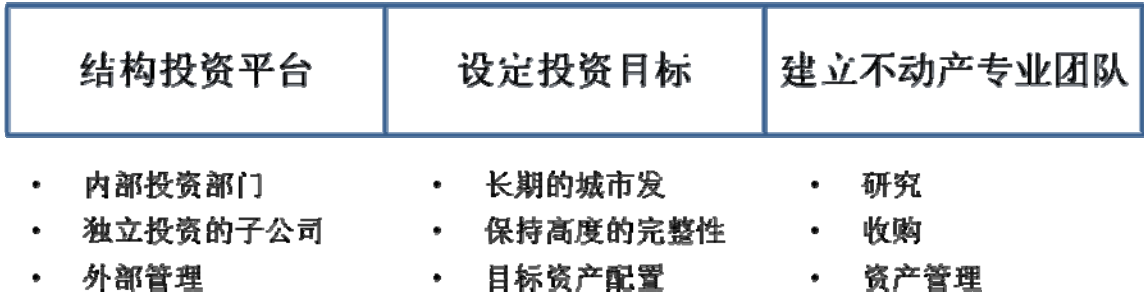 结构投资平台
设定投资目标
建立不动产专业团队
• 内部投资部门
• 独立投资的子公司
• 外部管理
• 长期的城市发
• 保持高度的完整性
• 目标资产配置
• 研究
• 收购
• 资产管理